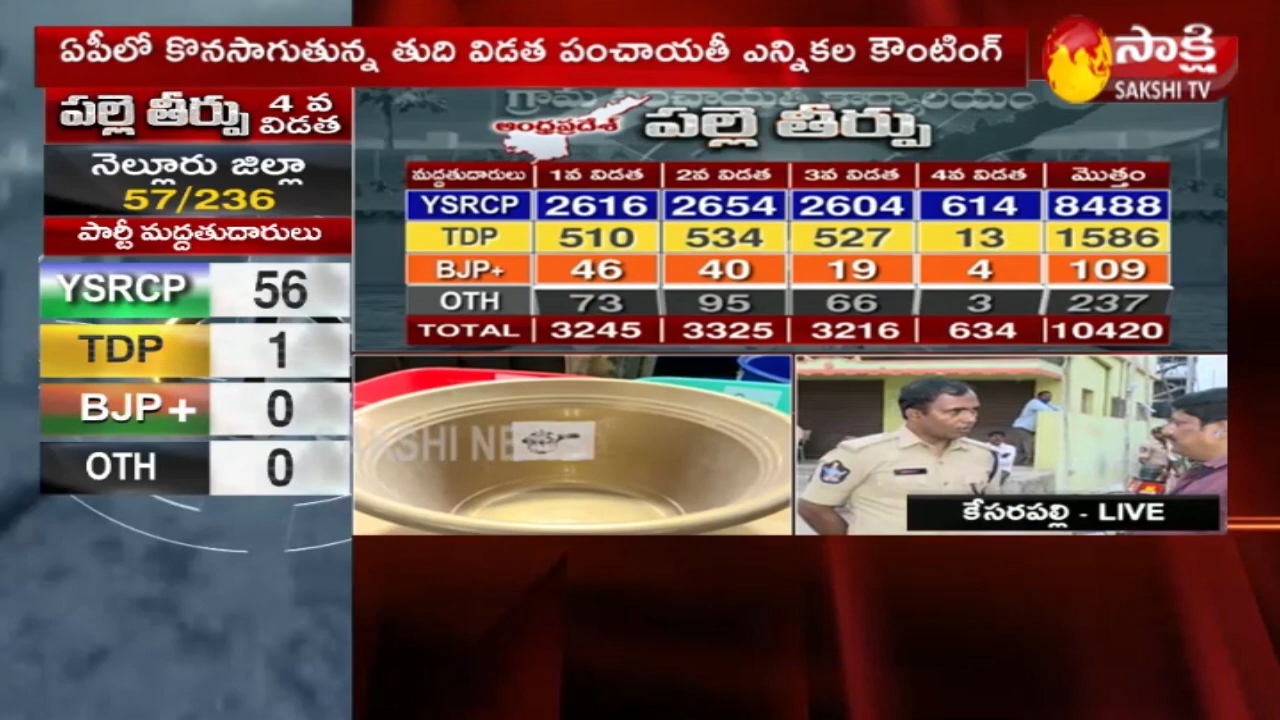 ఏపీలో కొనసాగుతున్న తుది విడత పంచాయతీ ఎన్నికల కౌంటింగ్
సాక్షి
SAKSHI TV
పల్లె తీర్పు 4 వ విడత
నెల్లూరు జిల్లా
57/236
పార్టీ మద్దతుదారులు
YSRCP 56
TDP 1
BJP+ 0
OTH 0
గ్రామ పంచాయతీ కార్యాలయం
ఆంధ్రప్రదేశ్ పల్లె తీర్పు
మద్దతుదారులు 1వ విడత 2వ విడత 3వ విడత 4వ విడత మొత్తం
YSRCP 2616 2654 2604 614 8488
TDP 510 534 527 13 1586
BJP+ 46 40 19 4 109
OTH 73 95 66 3 237
TOTAL 3245 3325 3216 634 10420
SAKSHI NE
కేసరపల్లి - LIVE